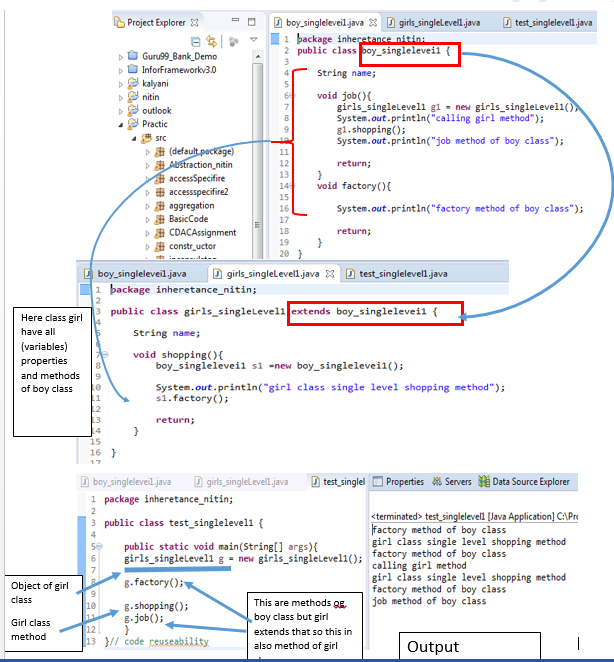 Project Explorer
Guru99_Bank_Demo
InforFrameworkv3.0
kalyani
nitin
outlook
Practic
src
(default package)
Abstraction_nitin
accessSpecifire
accessspecifire2
aggregation
BasicCode
CDACAssignment
constr_uctor
boy_singlelevel1.java
girls_singleLevel1.java
test_singlelevel1.java
1 package inheretance_nitin;
2 public class boy_singlelevel1 {
3
4 String name;
5
6 void job(){
7 girls_singleLevel1 g1 = new girls_singleLevel1();
8 System.out.println("calling girl method");
9 g1.shopping();
10 System.out.println("job method of boy class");
11
12 return;
13 }
14 void factory(){
15
16 System.out.println("factory method of boy class");
17
18 return;
19 }
20 }
boy_singlelevel1.java
girls_singleLevel1.java
test_singlelevel1.java
1 package inheretance_nitin;
2
3 public class girls_singleLevel1 extends boy_singlelevel1 {
4
5 String name;
6
7 void shopping(){
8 boy_singlelevel1 s1 =new boy_singlelevel1();
9
10 System.out.println("girl class single level shopping method");
11 s1.factory();
12
13 return;
14 }
15
16 }
17
Here class girl
have all
(variables)
properties
and methods
of boy class
boy_singlelevel1.java
girls_singleLevel1.java
test_singlel
1 package inheretance_nitin;
2
3 public class test_singlelevel1 {
4
5 public static void main(String[] args){
6 girls_singleLevel1 g = new girls_singleLevel1();
7
8 g.factory();
9
10 g.shopping();
11 g.job();
12 }
13 }// code reuseability
Object of girl
class
Girl class
method
This are methods og
boy class but girl
extends that so this in
also method of girl
Properties
Servers
Data Source Explorer
<terminated> test_singlelevel1 [Java Application] C:\Pro
factory method of boy class
girl class single level shopping method
factory method of boy class
calling girl method
girl class single level shopping method
factory method of boy class
job method of boy class
Output